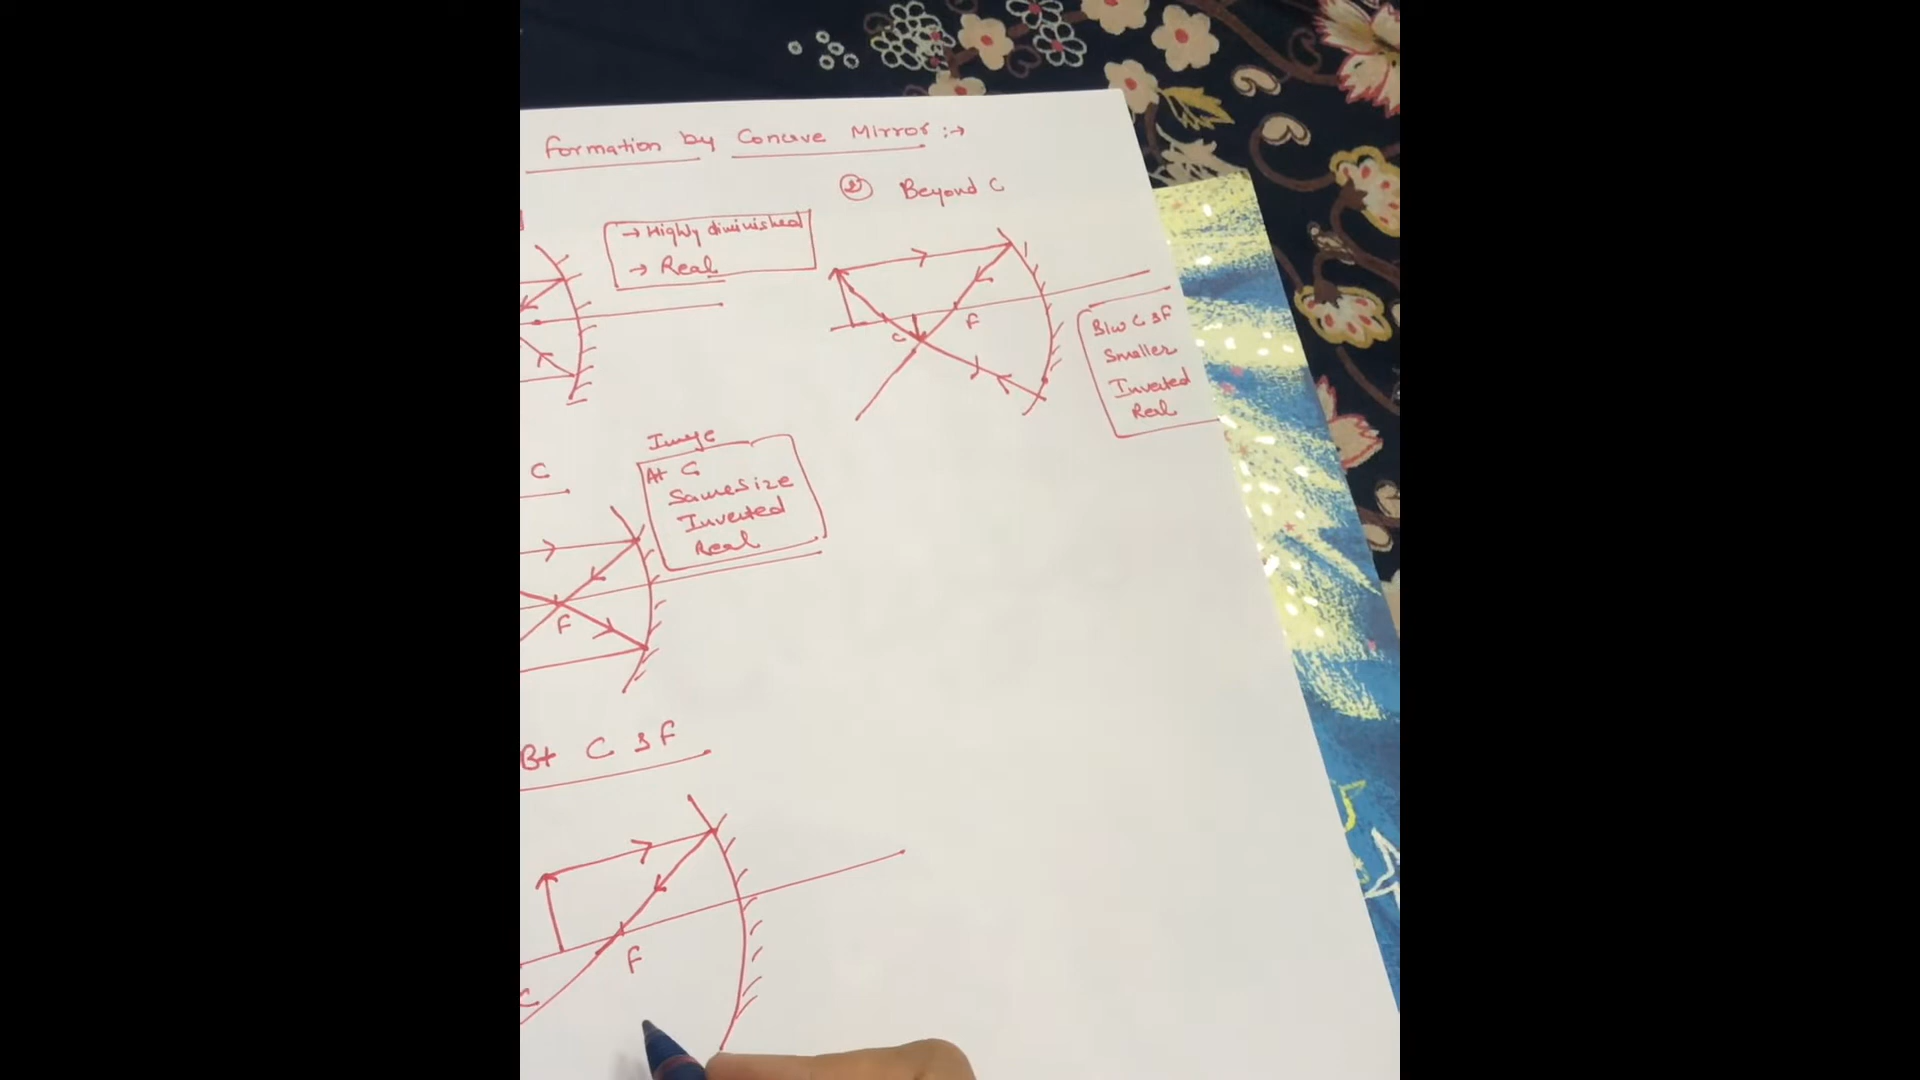 Formation by Concave Mirror :→
② Beyond C
→ Highly diminished
→ Real
F
C
B/w C & F
Smaller
Inverted
Real
Image
At C
Same Size
Inverted
Real
C
F
Bt C & F
F
C